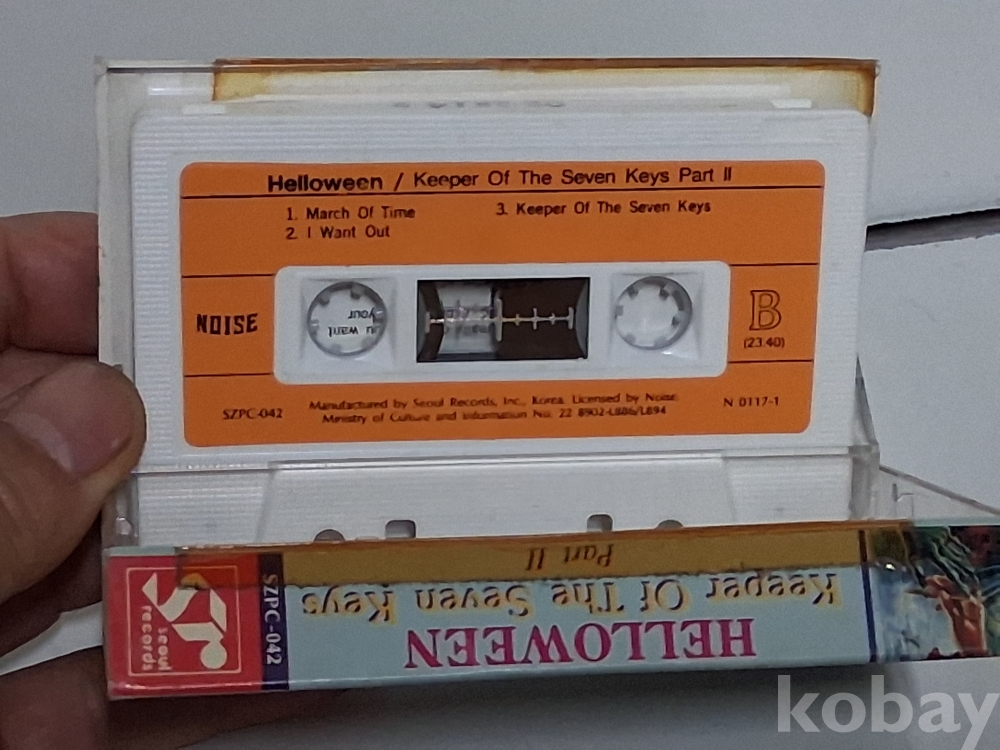 Helloween / Keeper Of The Seven Keys Part II
1. March Of Time
2. I Want Out
3. Keeper Of The Seven Keys
NOISE
your
u want
B
(23:40)
SZPC-042
Manufactured by Seoul Records, Inc., Korea. Licensed by Noise.
Ministry of Culture and Information No. 22 8902-L886/L894
N 0117-1
Part II
Keeper Of The Seven Keys
HELLOWEEN
SZPC-042
SR
seoul
records
kobay